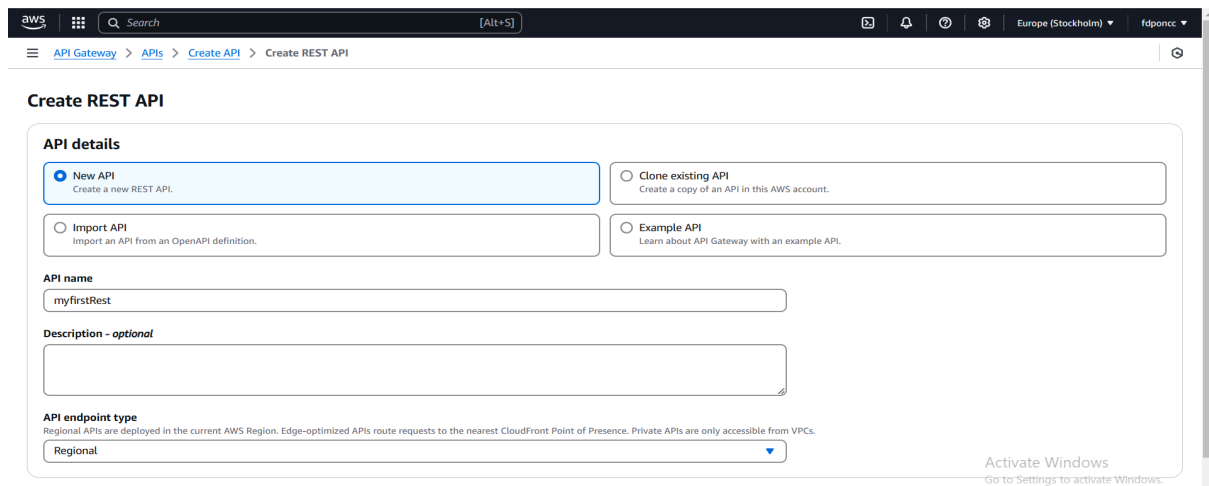 aws Search [Alt+S] Europe (Stockholm) fdponcc
API Gateway > APIs > Create API > Create REST API
Create REST API
API details
New API
Create a new REST API.
Clone existing API
Create a copy of an API in this AWS account.
Import API
Import an API from an OpenAPI definition.
Example API
Learn about API Gateway with an example API.
API name
myfirstRest
Description - optional
API endpoint type
Regional APIs are deployed in the current AWS Region. Edge-optimized APIs route requests to the nearest CloudFront Point of Presence. Private APIs are only accessible from VPCs.
Regional
Activate Windows
Go to Settings to activate Windows.